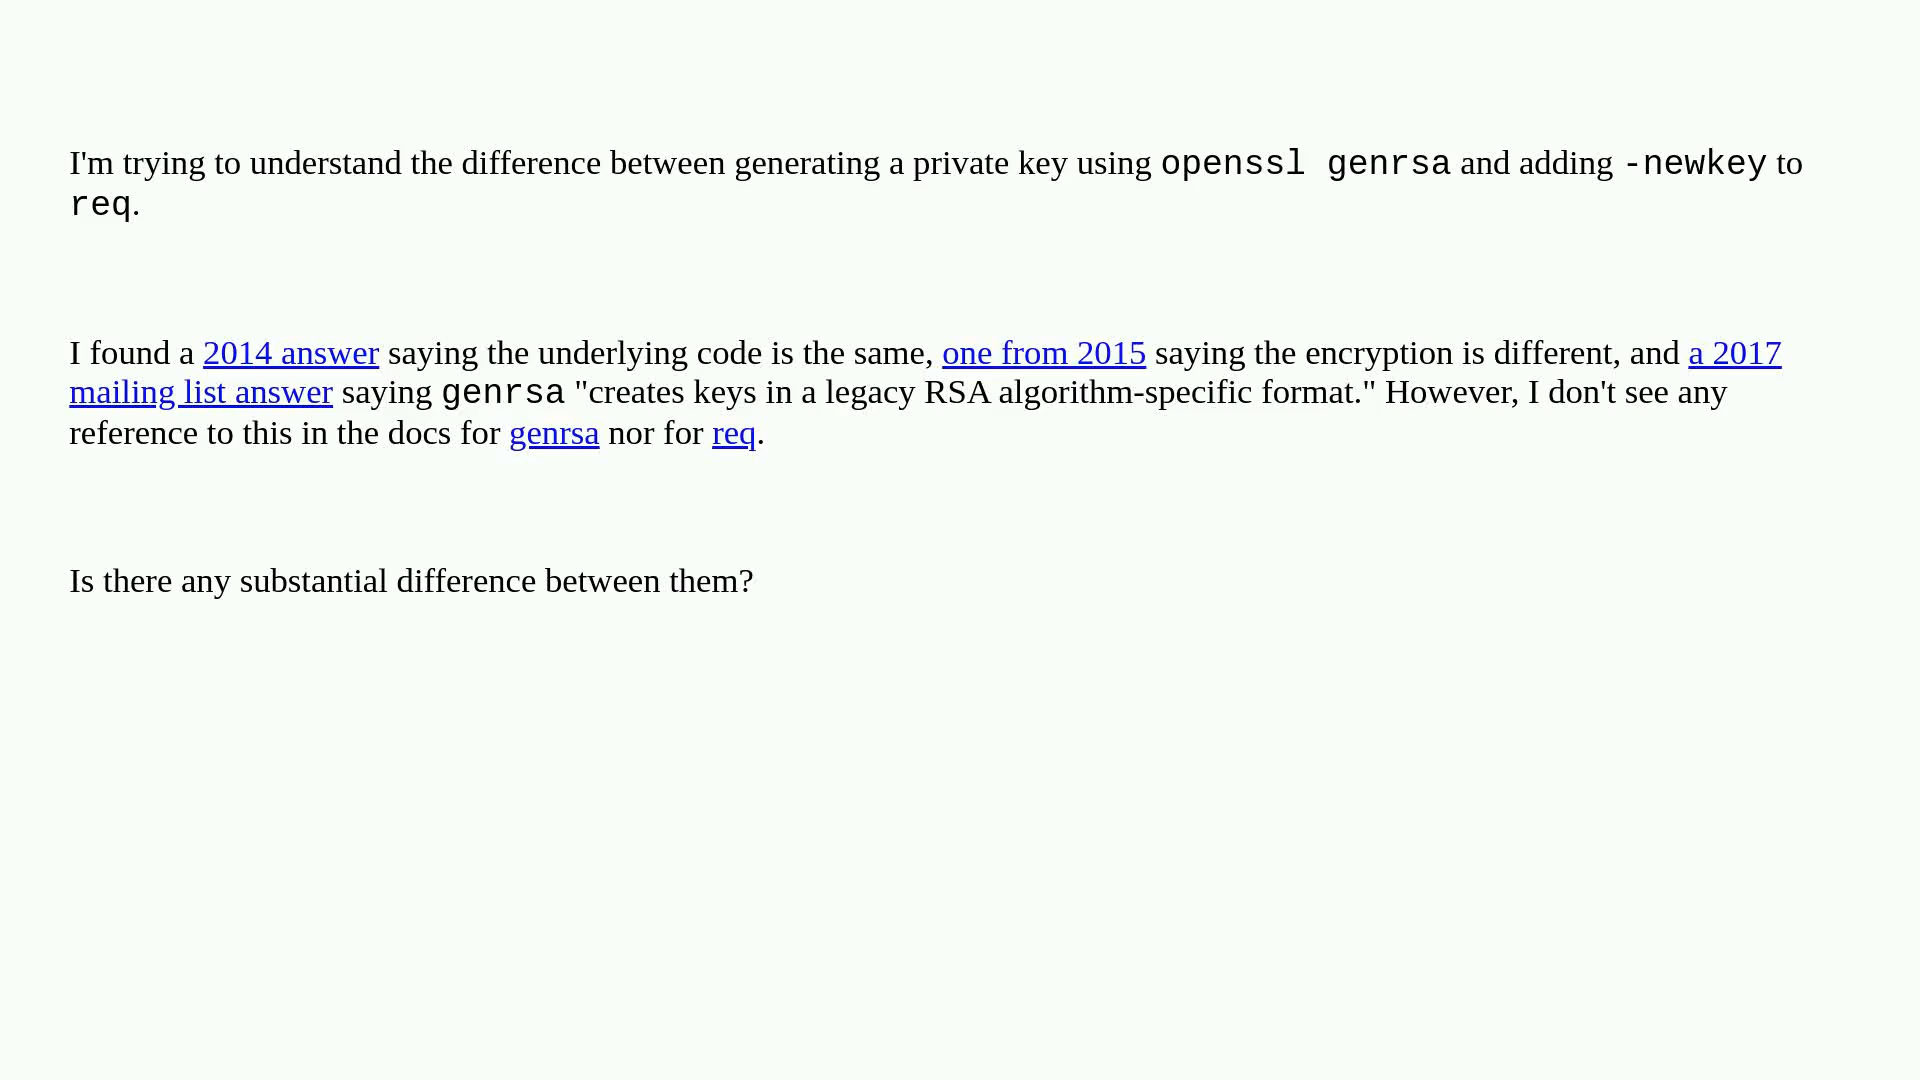 I'm trying to understand the difference between generating a private key using openssl genrsa and adding -newkey to
req.
I found a 2014 answer saying the underlying code is the same, one from 2015 saying the encryption is different, and a 2017
mailing list answer saying genrsa "creates keys in a legacy RSA algorithm-specific format." However, I don't see any
reference to this in the docs for genrsa nor for req.
Is there any substantial difference between them?